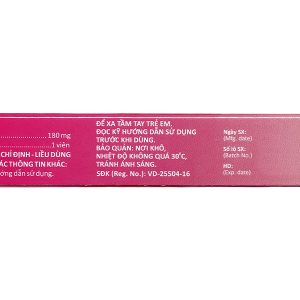 180 mg
1 viên
CHỈ ĐỊNH - LIỀU DÙNG
ÁC THÔNG TIN KHÁC:
ớng dẫn sử dụng.
ĐỂ XA TẦM TAY TRẺ EM.
ĐỌC KỸ HƯỚNG DẪN SỬ DỤNG
TRƯỚC KHI DÙNG.
BẢO QUẢN: NƠI KHÔ,
NHIỆT ĐỘ KHÔNG QUÁ 30°C,
TRÁNH ÁNH SÁNG.
SĐK (Reg. No.): VD-25504-16
Ngày SX:
(Mfg. date)
Số lô SX:
(Batch No.)
HD:
(Exp. date)